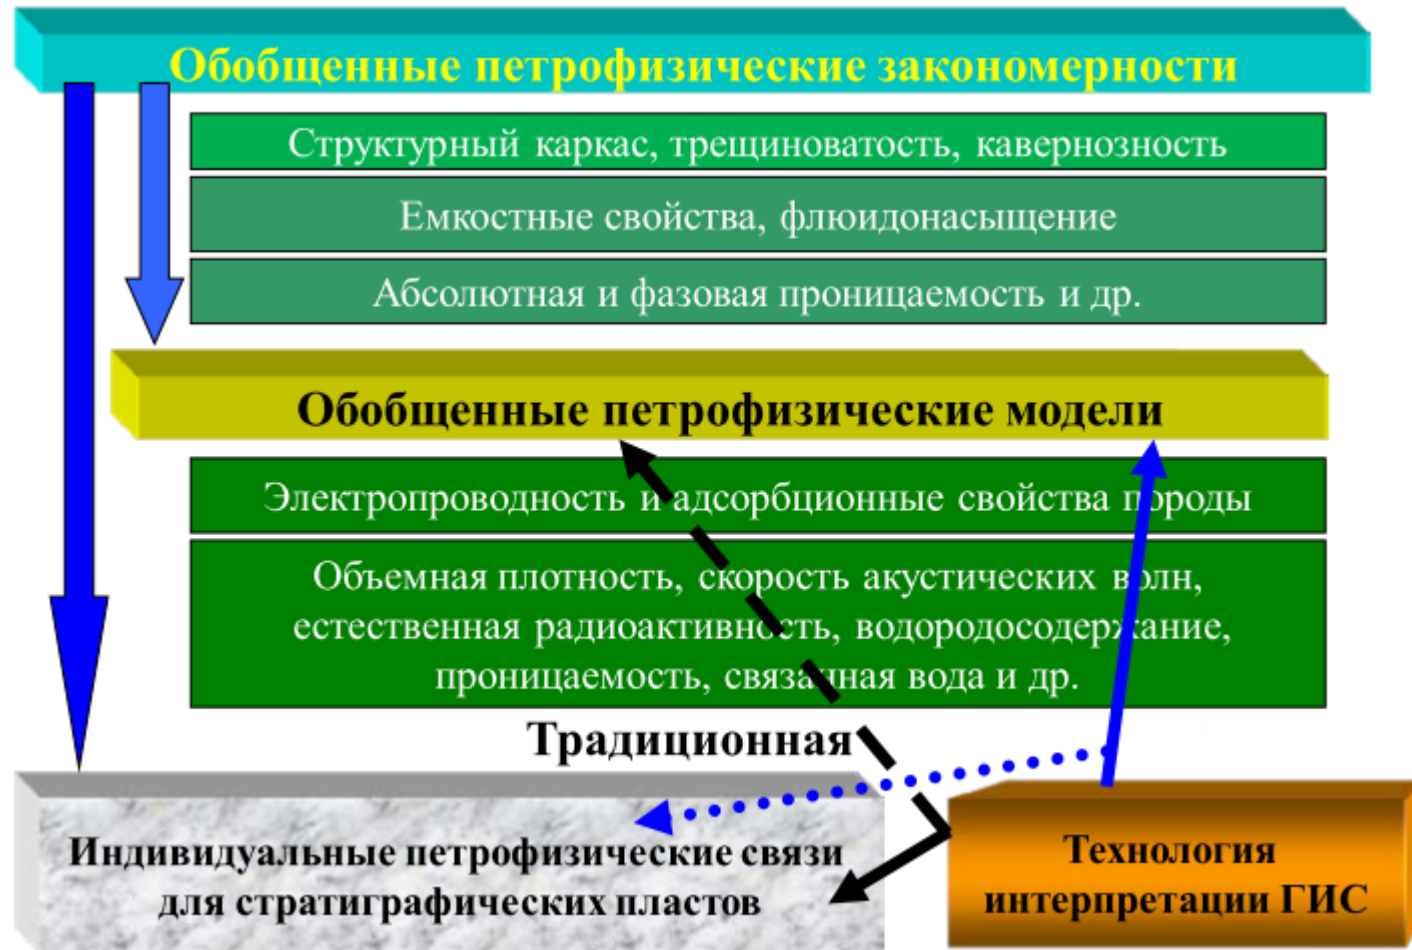 Обобщенные петрофизические закономерности
Структурный каркас, трещиноватость, кавернозность
Емкостные свойства, флюидонасыщение
Абсолютная и фазовая проницаемость и др.
Обобщенные петрофизические модели
Электропроводность и адсорбционные свойства породы
Объемная плотность, скорость акустических волн,
естественная радиоактивность, водородосодержание,
проницаемость, связанная вода и др.
Традиционная
Индивидуальные петрофизические связи
для стратиграфических пластов
Технология
интерпретации ГИС